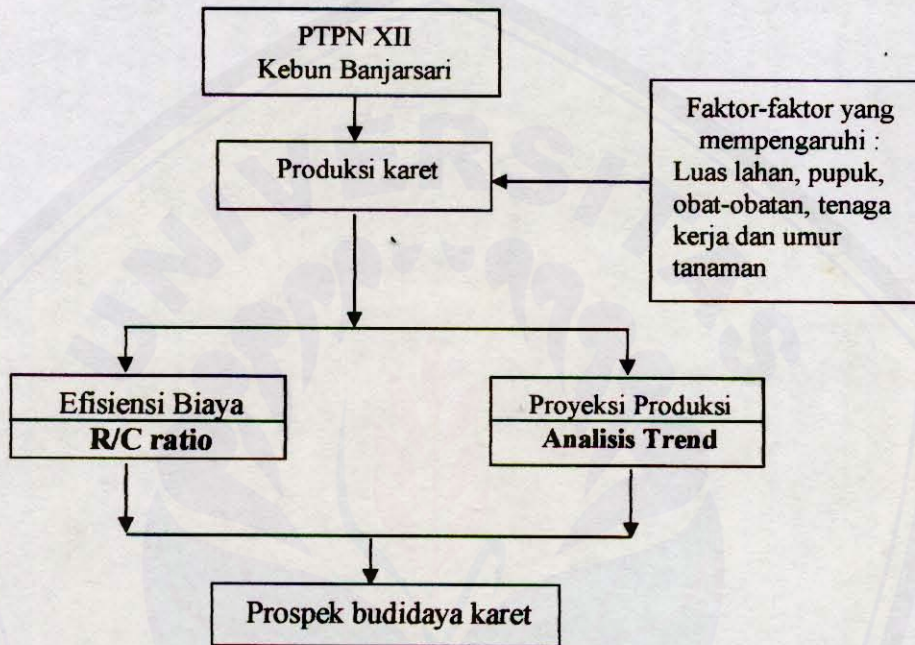 PTPN XII
Kebun Banjarsari
Faktor-faktor yang
mempengaruhi :
Luas lahan, pupuk,
obat-obatan, tenaga
kerja dan umur
tanaman
Produksi karet
Efisiensi Biaya
R/C ratio
Proyeksi Produksi
Analisis Trend
Prospek budidaya karet
UNIVERSITAS